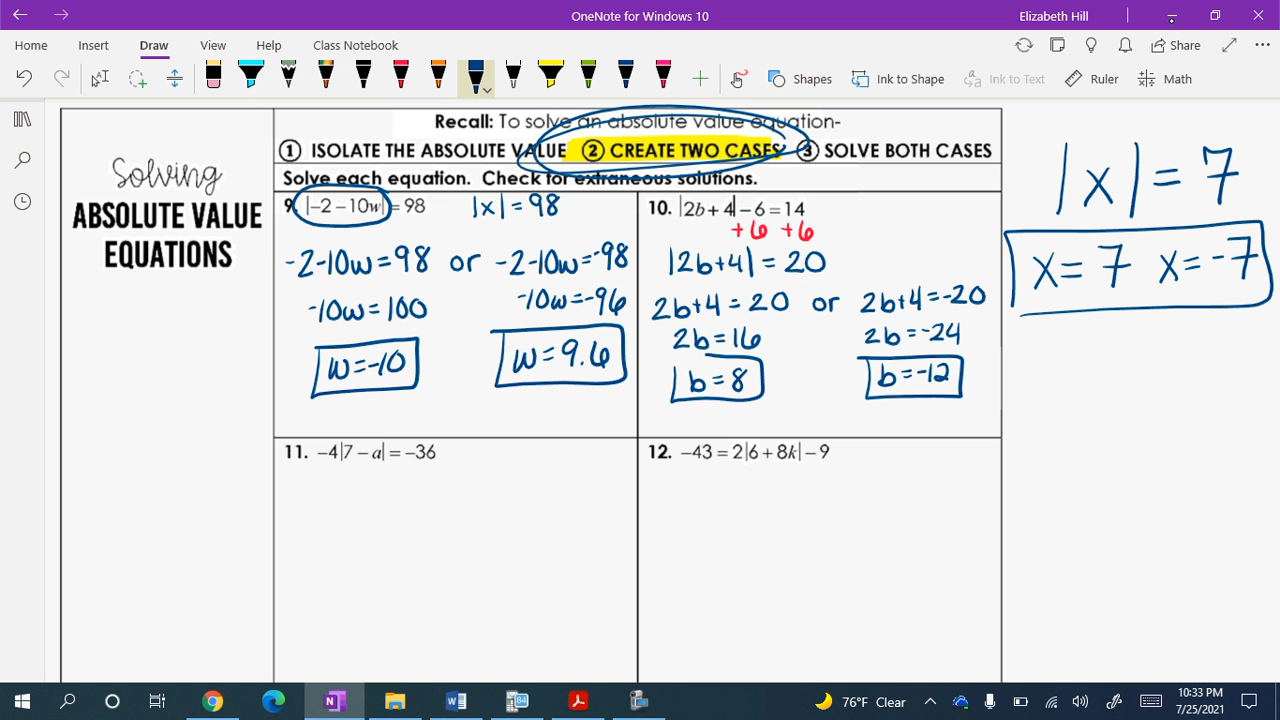 OneNote for Windows 10
Elizabeth Hill
Home Insert Draw View Help Class Notebook
Share
Shapes Ink to Shape Ink to Text Ruler Math
Solving
ABSOLUTE VALUE
EQUATIONS
Recall: To solve an absolute value equation-
① ISOLATE THE ABSOLUTE VALUE ② CREATE TWO CASES ③ SOLVE BOTH CASES
Solve each equation. Check for extraneous solutions.
9. |−2 − 10w| = 98 |x| = 98
-2-10w=98 or -2-10w=-98
-10w=100 -10w=-96
w=-10 w=9.6
10. |2b + 4| − 6 = 14
+6 +6
|2b+4| = 20
2b+4=20 or 2b+4=-20
2b=16 2b=-24
b=8 b=-12
11. −4|7 − a| = −36
12. −43 = 2|6 + 8k| − 9
|x| = 7
x=7 x=-7
76°F Clear
10:33 PM
7/25/2021